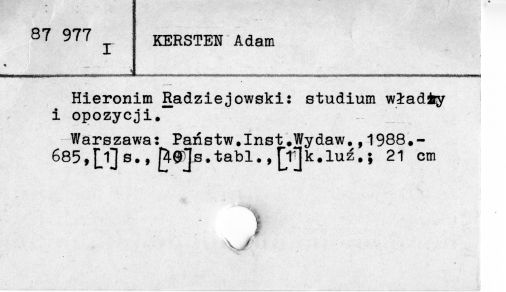 87 977
I
KERSTEN Adam
Hieronim Radziejowski: studium władzy
i opozycji.
Warszawa: Państw.Inst.Wydaw.,1988.-
685,[1]s.,[40]s.tabl.,[1]k.luź.; 21 cm